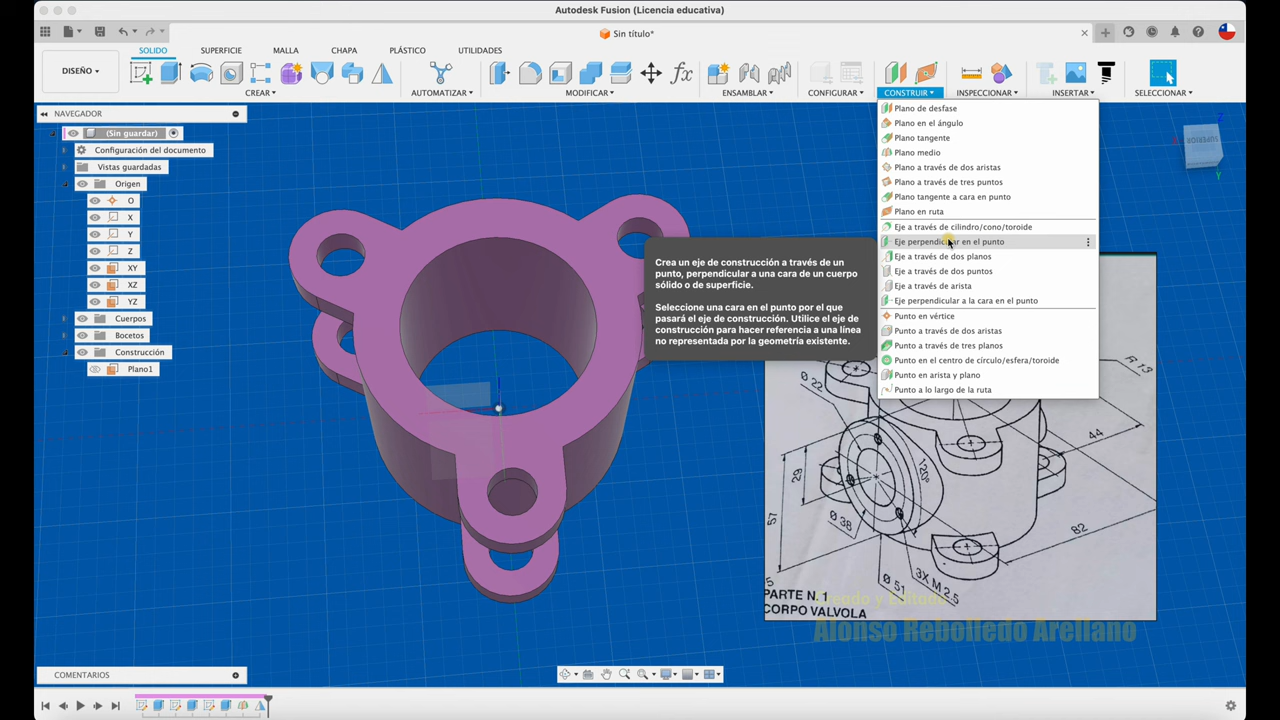 Autodesk Fusion (Licencia educativa)
Sin título*
SOLIDO
SUPERFICIE
MALLA
CHAPA
PLÁSTICO
UTILIDADES
DISEÑO
CREAR
AUTOMATIZAR
MODIFICAR
ENSAMBLAR
CONFIGURAR
CONSTRUIR
INSPECCIONAR
INSERTAR
SELECCIONAR
NAVEGADOR
(Sin guardar)
Configuración del documento
Vistas guardadas
Origen
O
X
Y
Z
XY
XZ
YZ
Cuerpos
Bocetos
Construcción
Plano1
Plano de desfase
Plano en el ángulo
Plano tangente
Plano medio
Plano a través de dos aristas
Plano a través de tres puntos
Plano tangente a cara en punto
Plano en ruta
Eje a través de cilindro/cono/toroide
Eje perpendicular en el punto
Eje a través de dos planos
Eje a través de dos puntos
Eje a través de arista
Eje perpendicular a la cara en el punto
Punto en vértice
Punto a través de dos aristas
Punto a través de tres planos
Punto en el centro de círculo/esfera/toroide
Punto en arista y plano
Punto a lo largo de la ruta
Crea un eje de construcción a través de un
punto, perpendicular a una cara de un cuerpo
sólido o de superficie.
Seleccione una cara en el punto por el que
pasará el eje de construcción. Utilice el eje de
construcción para hacer referencia a una línea
no representada por la geometría existente.
SUPERIOR
Z
Y
Ø 22
R 13
44
29
120°
57
Ø 38
82
Ø 51
3X M 2.5
5
PARTE N. 1
CORPO VALVOLA
Creado y Editado
Alonso Rebolledo Arellano
COMENTARIOS